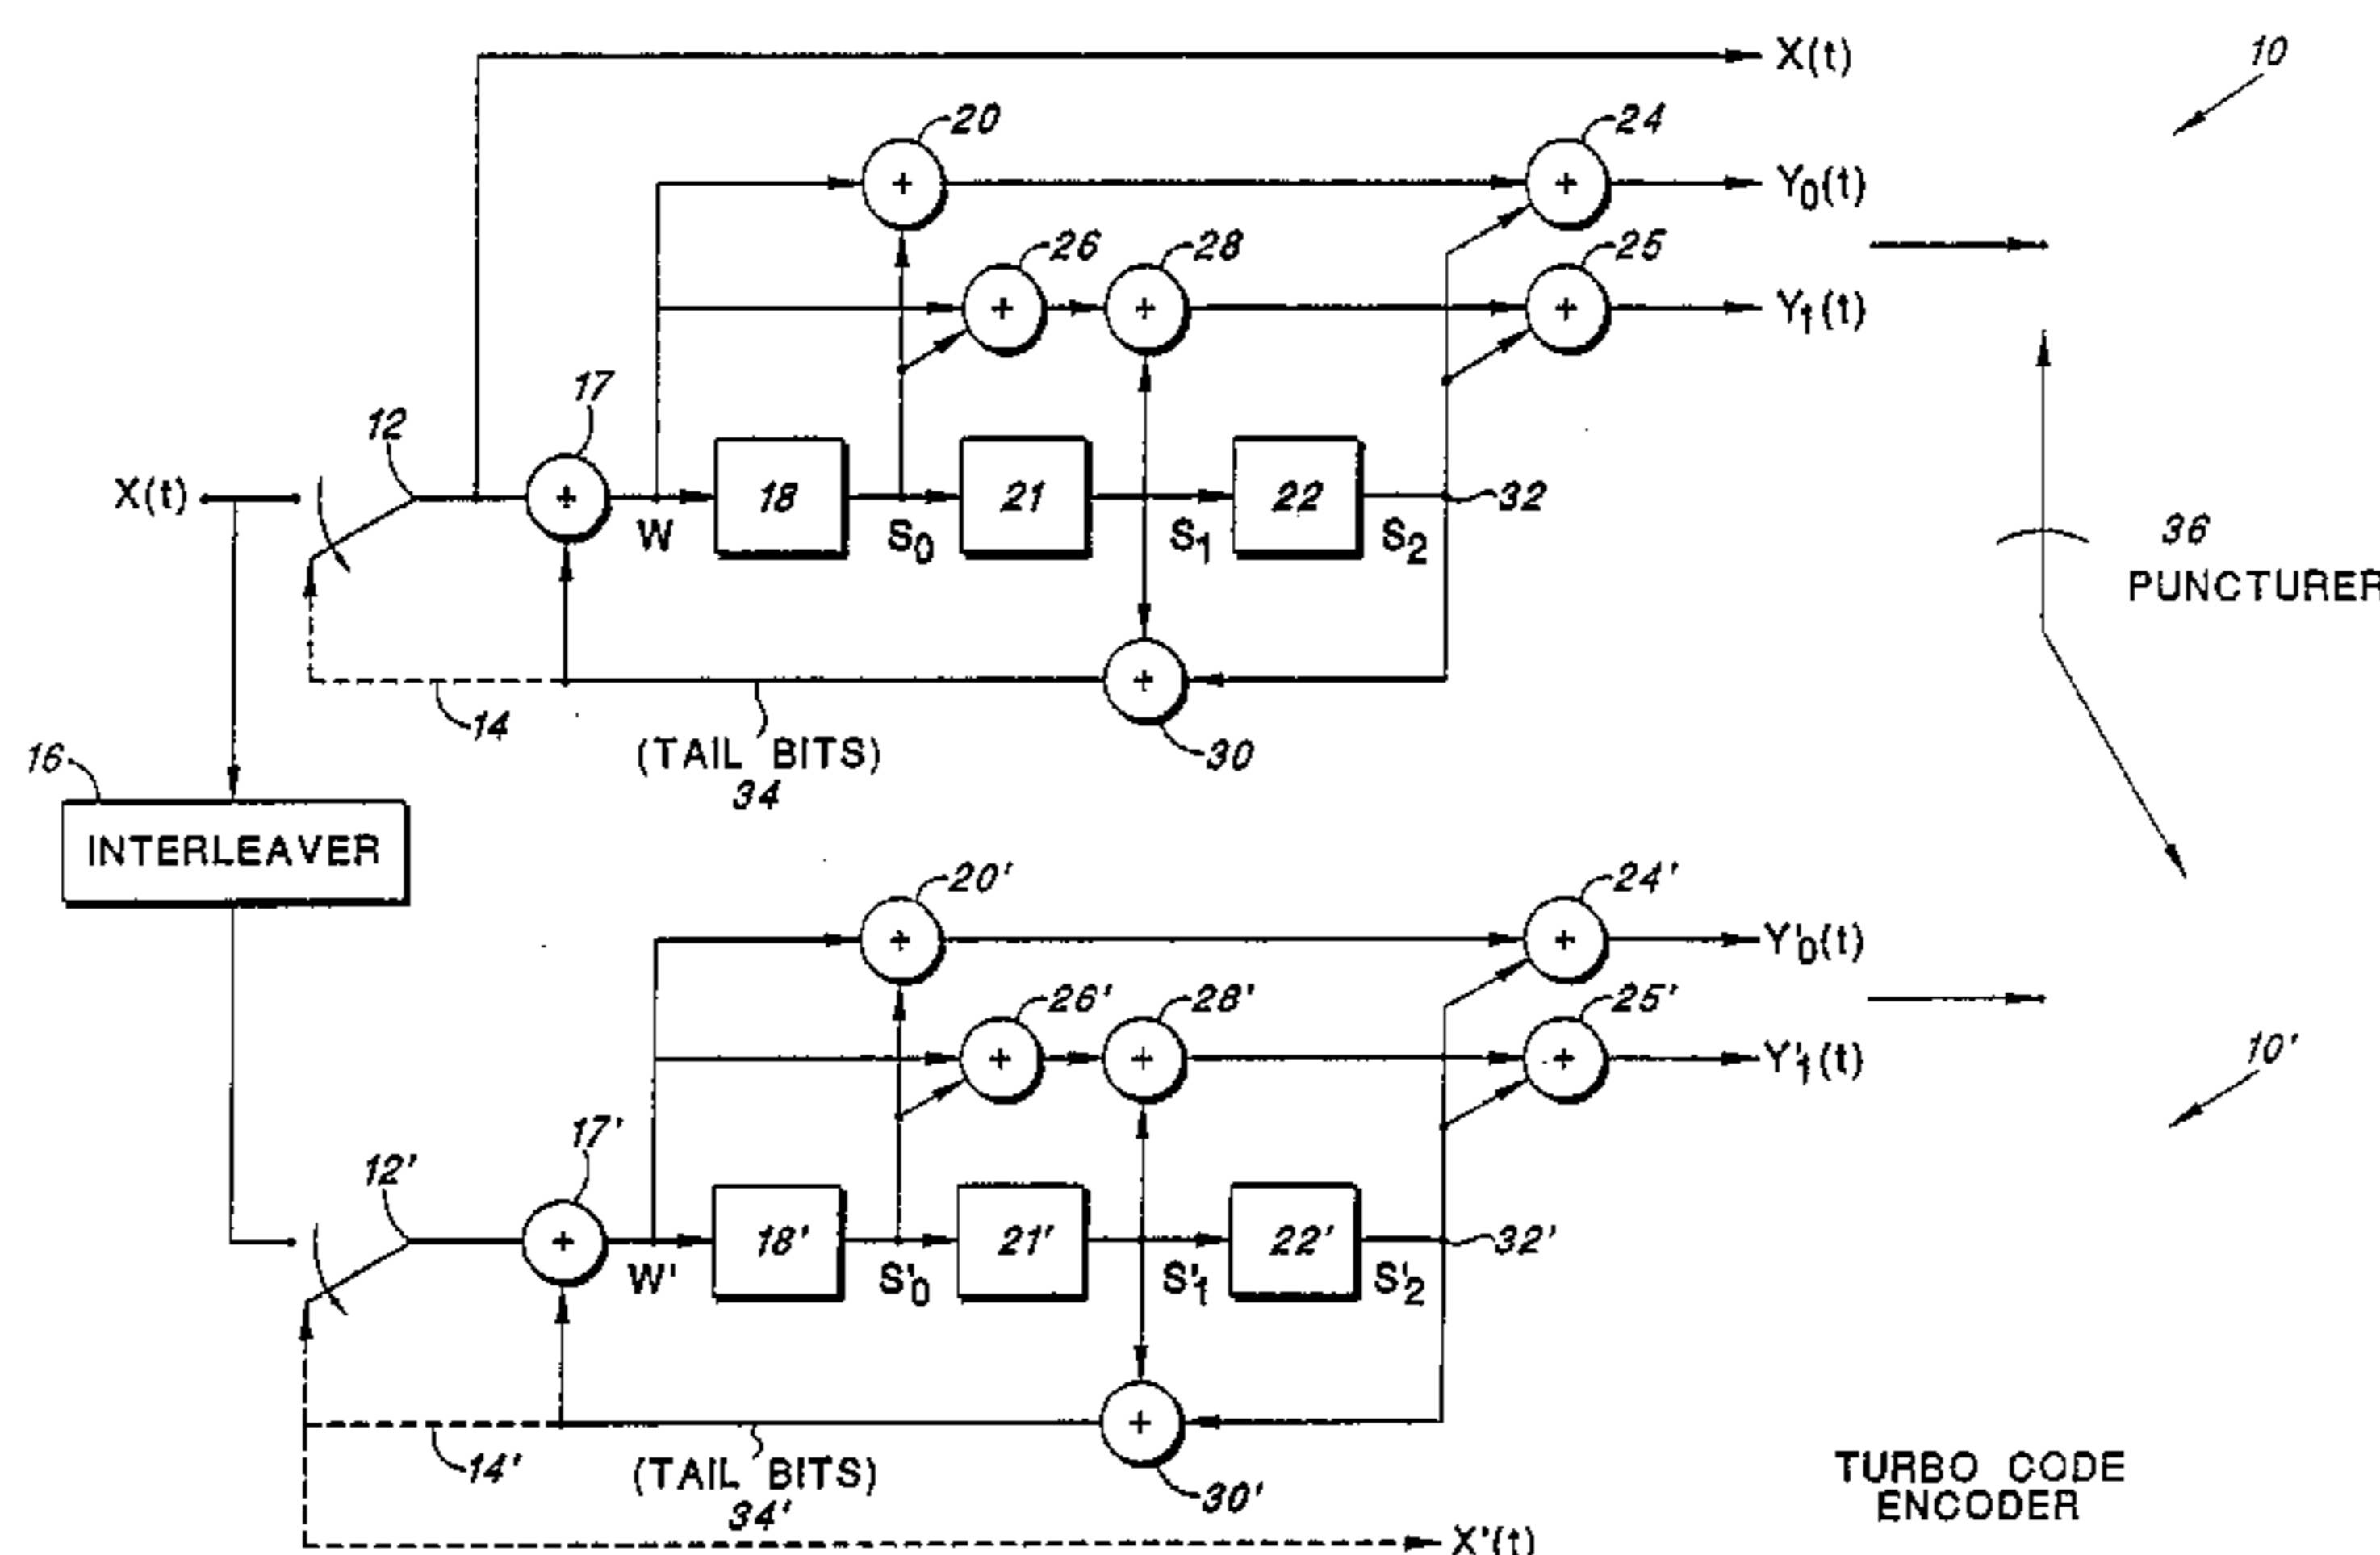 X(t)
10
20
24
Y0(t)
26
28
25
Y1(t)
17
12
X(t)
18
21
22
32
W
S0
S1
S2
36
PUNCTURER
14
(TAIL BITS)
34
30
16
INTERLEAVER
20'
24'
Y'0(t)
26'
28'
25'
Y'1(t)
10'
17'
12'
18'
21'
22'
32'
W'
S'0
S'1
S'2
14'
(TAIL BITS)
34'
30'
TURBO CODE
ENCODER
X'(t)